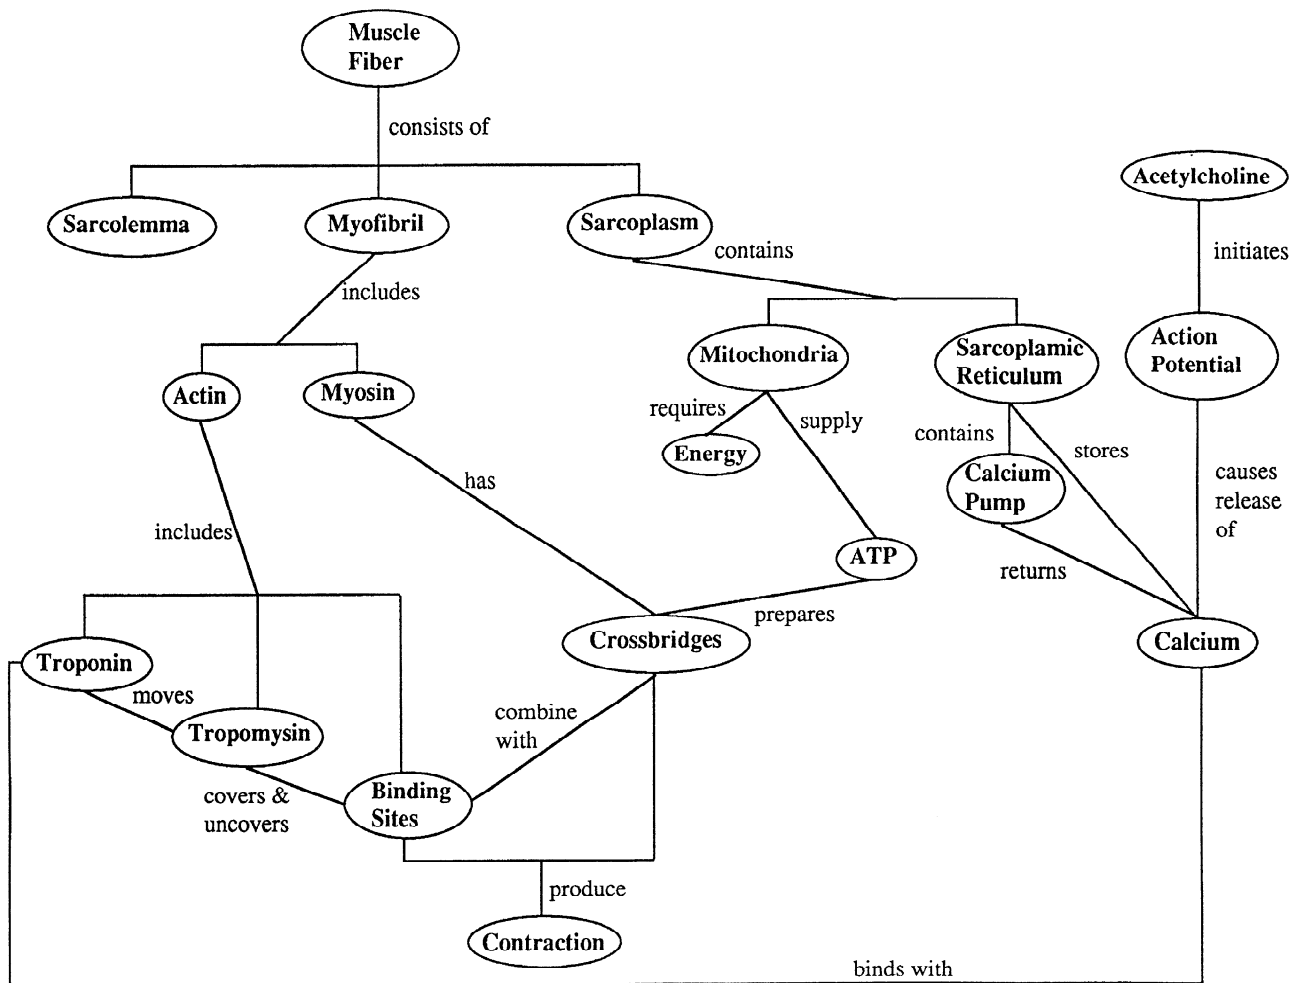 Muscle
Fiber
consists of
Acetylcholine
Sarcolemma
Myofibril
Sarcoplasm
contains
initiates
includes
Mitochondria
Sarcoplamic
Reticulum
Action
Potential
Actin
Myosin
requires
supply
Energy
contains
stores
Calcium
Pump
causes
release
of
has
includes
ATP
returns
prepares
Crossbridges
Calcium
Troponin
moves
Tropomysin
combine
with
covers &
uncovers
Binding
Sites
produce
Contraction
binds with